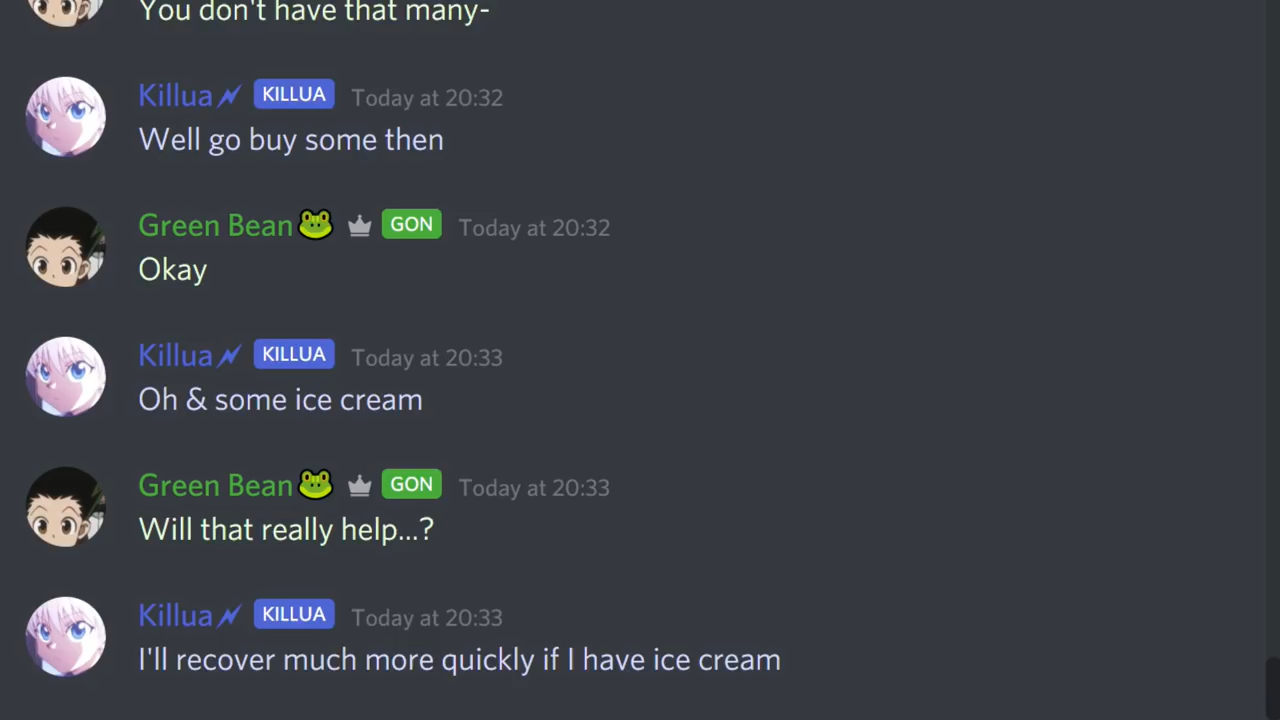 You don't have that many-
Killua KILLUA Today at 20:32
Well go buy some then
Green Bean GON Today at 20:32
Okay
Killua KILLUA Today at 20:33
Oh & some ice cream
Green Bean GON Today at 20:33
Will that really help...?
Killua KILLUA Today at 20:33
I'll recover much more quickly if I have ice cream